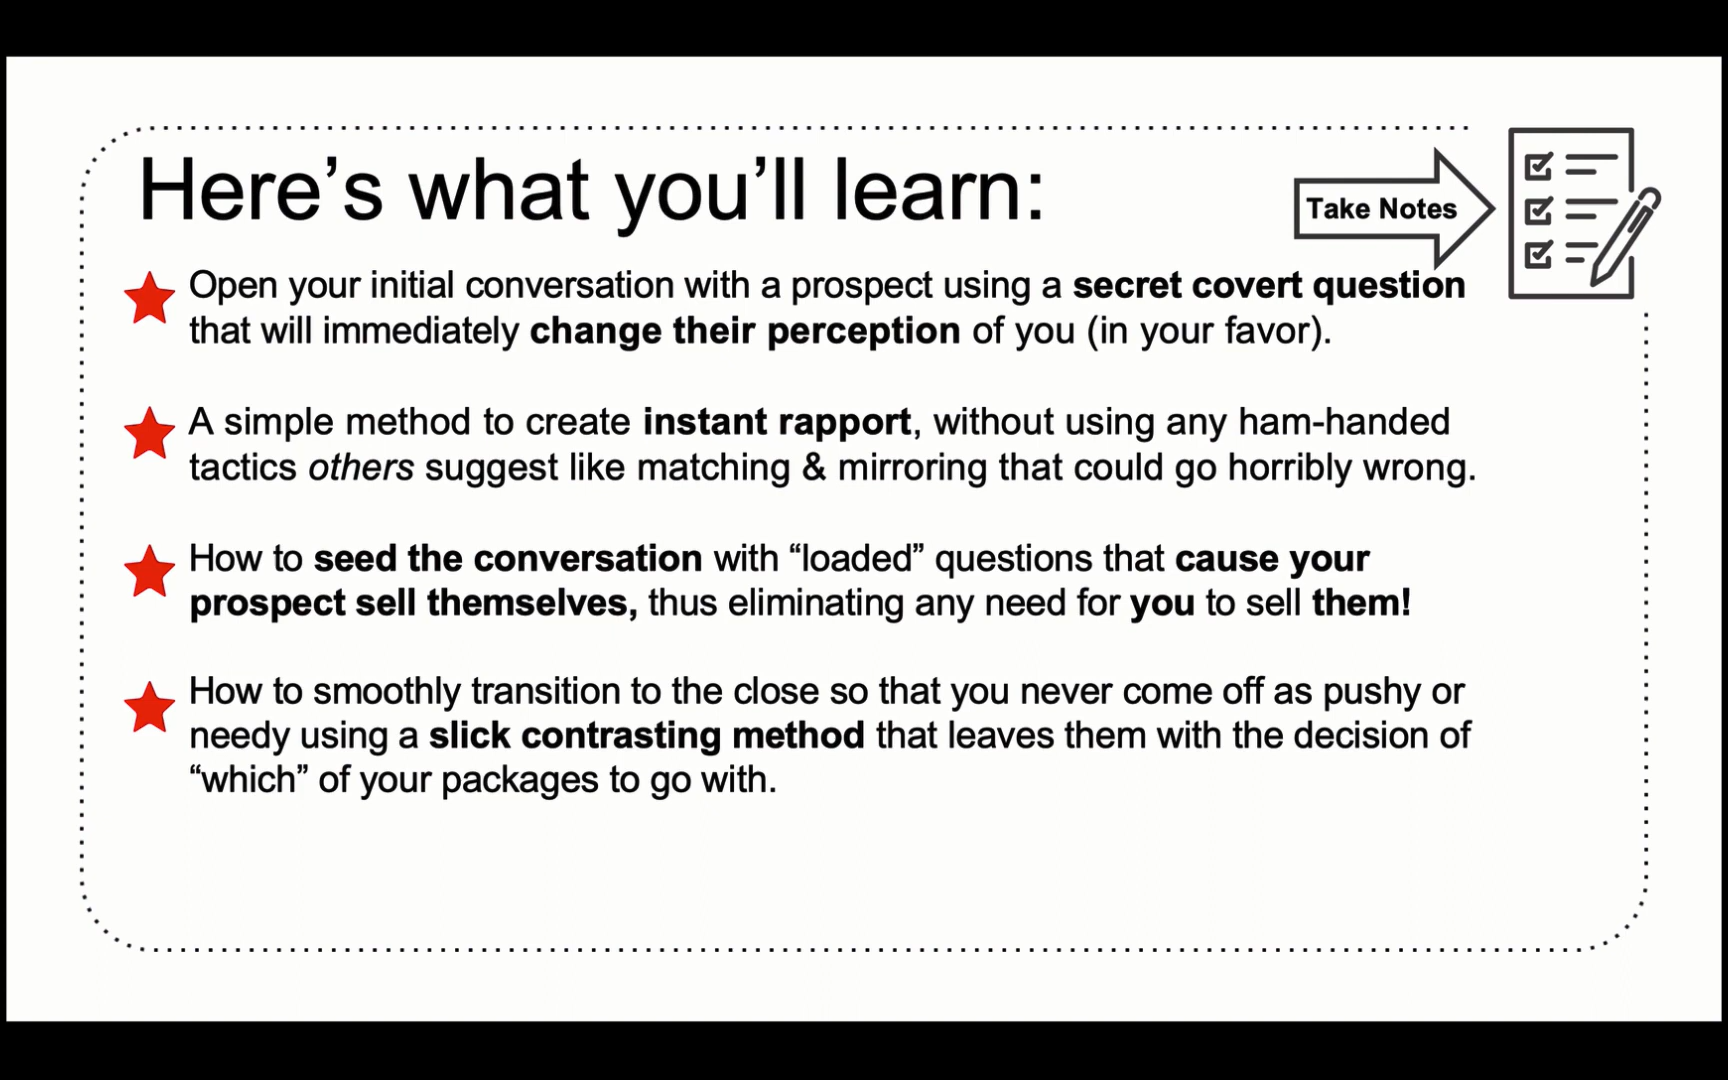 Here’s what you’ll learn:
Take Notes
Open your initial conversation with a prospect using a secret covert question
that will immediately change their perception of you (in your favor).
A simple method to create instant rapport, without using any ham-handed
tactics others suggest like matching & mirroring that could go horribly wrong.
How to seed the conversation with “loaded” questions that cause your
prospect sell themselves, thus eliminating any need for you to sell them!
How to smoothly transition to the close so that you never come off as pushy or
needy using a slick contrasting method that leaves them with the decision of
“which” of your packages to go with.